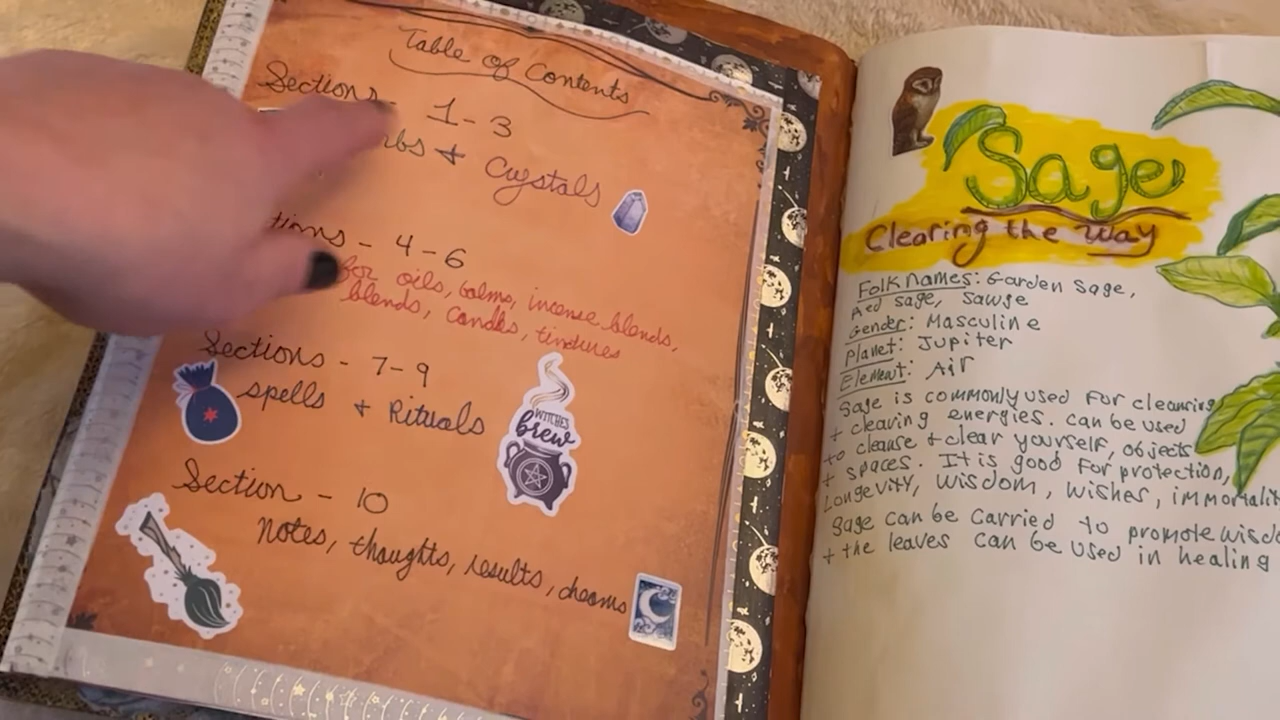 Table of Contents
Sections - 1-3
& Crystals
- 4-6
for oils, balms, incense blends,
blends, candles, tinctures
Sections - 7-9
spells + Rituals
WITCHES
brew
Section - 10
Notes, thoughts, results, dreams
Sage
Clearing the way
Folk Names: Garden Sage,
Red sage, sawge
Gender: Masculine
Planet: Jupiter
Element: Air
Sage is commonly used for cleansing
+ clearing energies. can be used
to cleanse + clear yourself, objects
+ spaces. It is good for protection,
Longevity, wisdom, wishes,
Sage can be carried to promote
+ the leaves can be used in healing